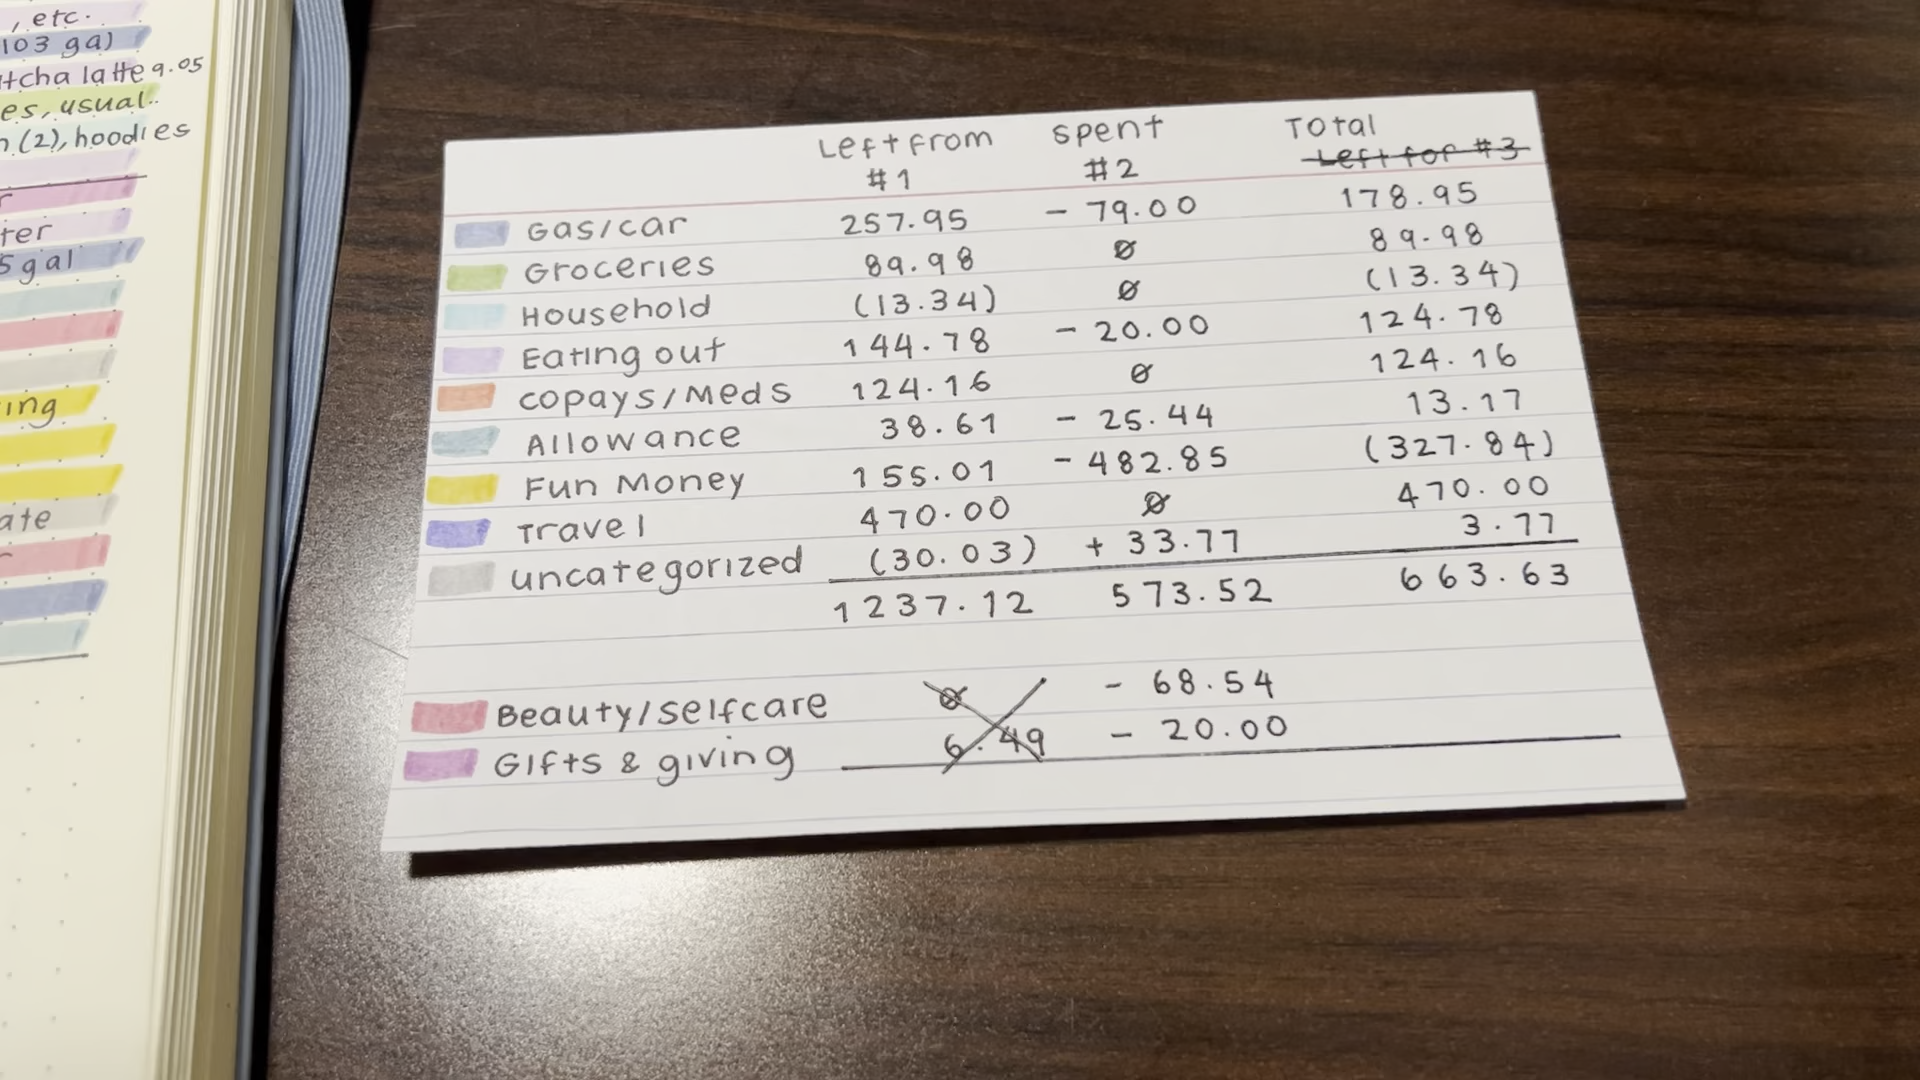 , etc.
103 ga)
tcha latte 9.05
es, usual..
(2), hoodies
ter
5 gal
ing
ate
Left from spent Total
#1 #2 Left for #3
Gas/car 257.95 - 79.00 178.95
Groceries 89.98 Ø 89.98
Household (13.34) Ø (13.34)
Eating out 144.78 - 20.00 124.78
copays/Meds 124.16 Ø 124.16
Allowance 38.61 - 25.44 13.17
Fun Money 155.01 - 482.85 (327.84)
Travel 470.00 Ø 470.00
uncategorized (30.03) + 33.77 3.77
1237.12 573.52 663.63
Beauty/selfcare Ø - 68.54
Gifts & giving 6.49 - 20.00